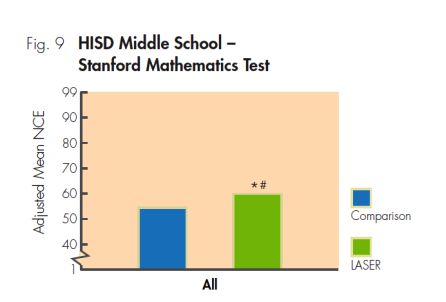 Fig. 9 HISD Middle School –
Stanford Mathematics Test
Adjusted Mean NCE
99
90
80
70
60
50
40
1
*#
All
Comparison
LASER